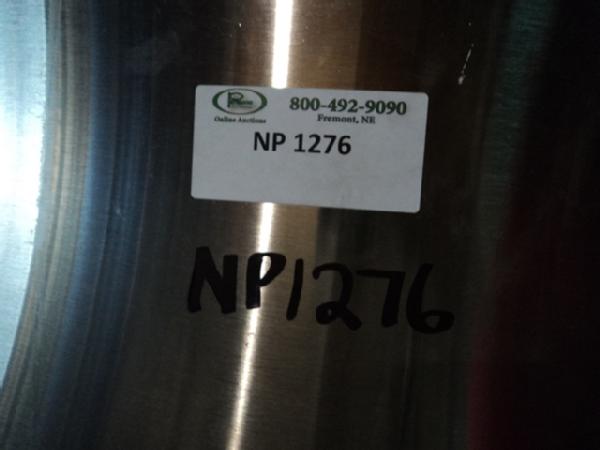 800-492-9090
Fremont, NE
Online Auctions
NP 1276
NP1276